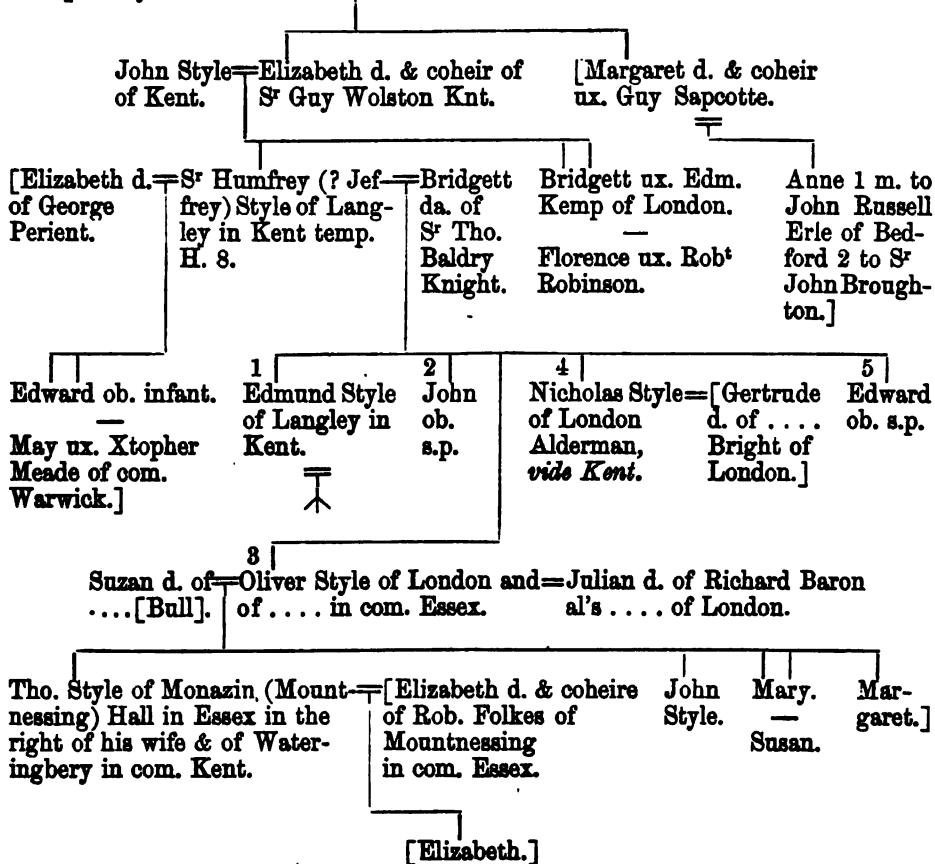 John Style=Elizabeth d. & coheir of
of Kent. Sr Guy Wolston Knt.
[Margaret d. & coheir
ux. Guy Sapcotte.
[Elizabeth d.=
of George
Perient.
Sr Humfrey (? Jef-
frey) Style of Lang-
ley in Kent temp.
H. 8.
=Bridgett
da. of
Sr Tho.
Baldry
Knight.
Bridgett ux. Edm.
Kemp of London.
—
Florence ux. Robt
Robinson.
Anne 1 m. to
John Russell
Erle of Bed-
ford 2 to Sr
John Brough-
ton.]
Edward ob. infant.
—
May ux. Xtopher
Meade of com.
Warwick.]
1
Edmund Style
of Langley in
Kent.
2
John
ob.
s.p.
4
Nicholas Style=
of London
Alderman,
vide Kent.
[Gertrude
d. of ....
Bright of
London.]
5
Edward
ob. s.p.
Suzan d. of=
....[Bull].
3
Oliver Style of London and=
of .... in com. Essex.
Julian d. of Richard Baron
al's .... of London.
Tho. Style of Monazin, (Mount-
nessing) Hall in Essex in the
right of his wife & of Water-
ingbery in com. Kent.
=[Elizabeth d. & coheire
of Rob. Folkes of
Mountnessing
in com. Essex.
John
Style.
Mary.
—
Susan.
Mar-
garet.]
[Elizabeth.]